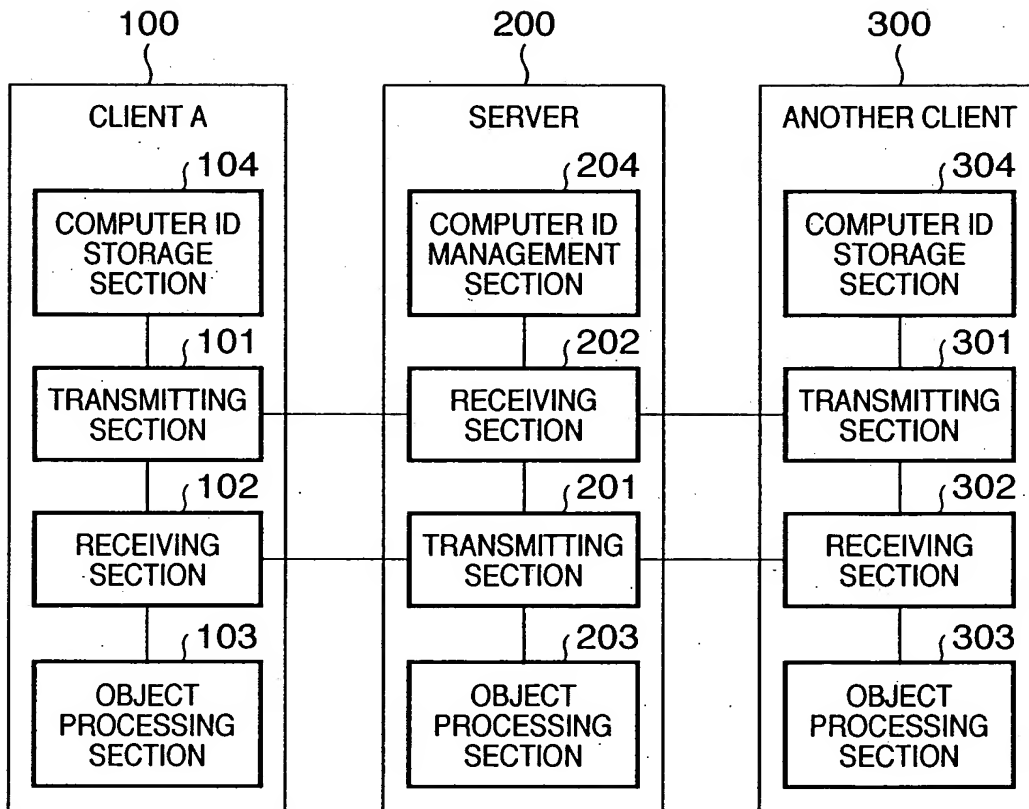 100
200
300
CLIENT A
SERVER
ANOTHER CLIENT
104
204
304
COMPUTER ID
STORAGE
SECTION
COMPUTER ID
MANAGEMENT
SECTION
COMPUTER ID
STORAGE
SECTION
101
202
301
TRANSMITTING
SECTION
RECEIVING
SECTION
TRANSMITTING
SECTION
102
201
302
RECEIVING
SECTION
TRANSMITTING
SECTION
RECEIVING
SECTION
103
203
303
OBJECT
PROCESSING
SECTION
OBJECT
PROCESSING
SECTION
OBJECT
PROCESSING
SECTION